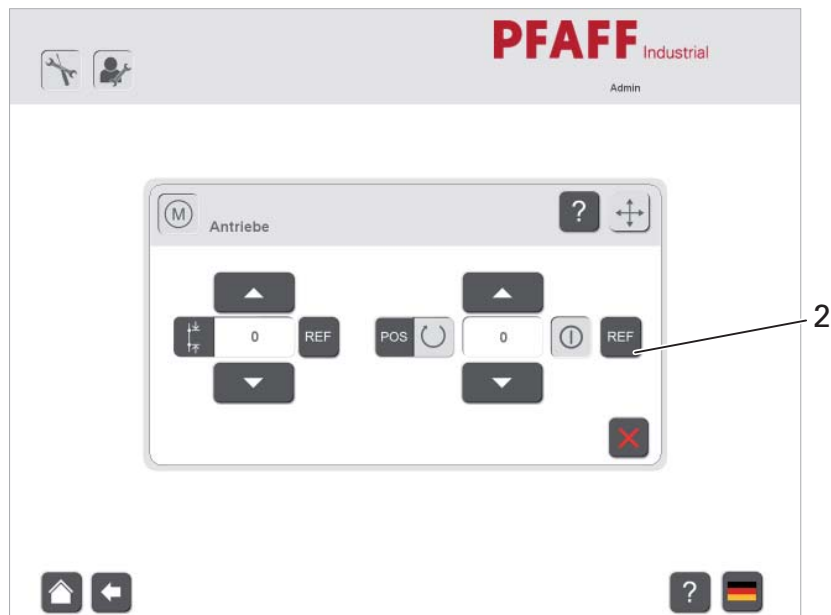 PFAFF Industrial
Admin
M
Antriebe
?
0
REF
POS
0
REF
2
?